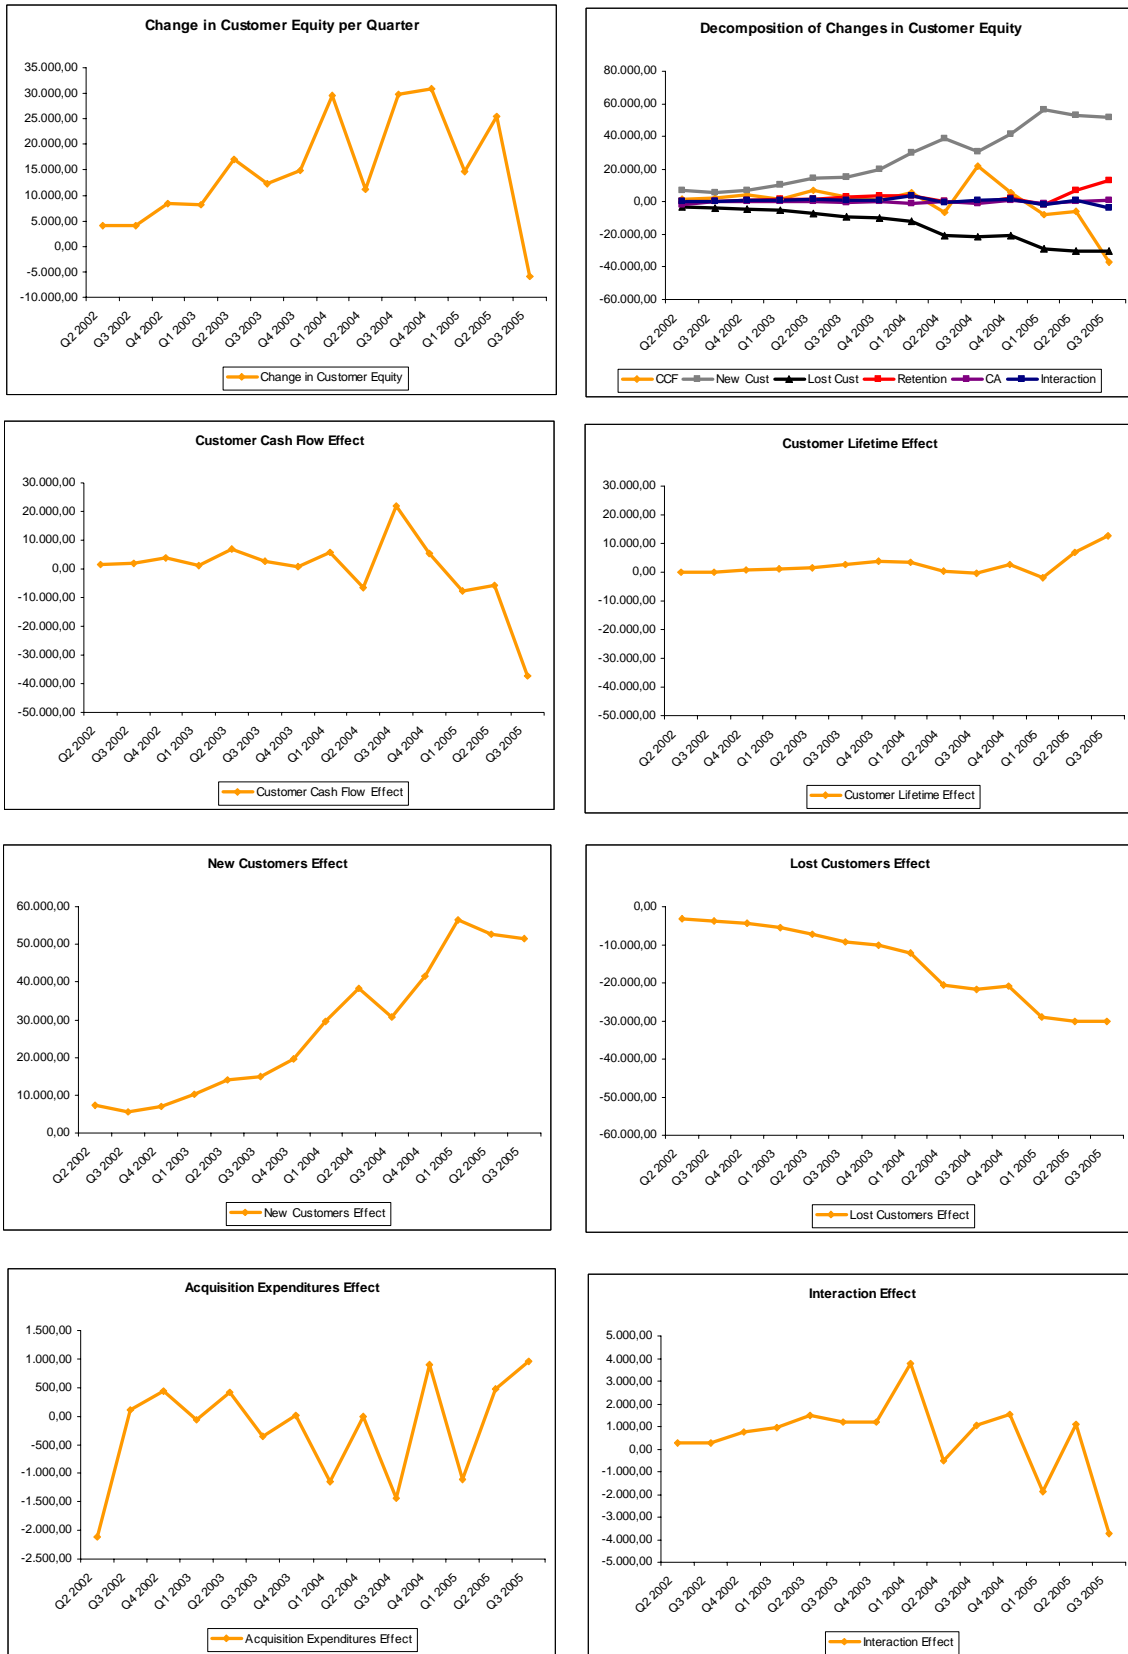 Change in Customer Equity per Quarter
35.000,00
30.000,00
25.000,00
20.000,00
15.000,00
10.000,00
5.000,00
0,00
-5.000,00
-10.000,00
Q2 2002
Q3 2002
Q4 2002
Q1 2003
Q2 2003
Q3 2003
Q4 2003
Q1 2004
Q2 2004
Q3 2004
Q4 2004
Q1 2005
Q2 2005
Q3 2005
Change in Customer Equity
Decomposition of Changes in Customer Equity
80.000,00
60.000,00
40.000,00
20.000,00
0,00
-20.000,00
-40.000,00
-60.000,00
Q2 2002
Q3 2002
Q4 2002
Q1 2003
Q2 2003
Q3 2003
Q4 2003
Q1 2004
Q2 2004
Q3 2004
Q4 2004
Q1 2005
Q2 2005
Q3 2005
CCF New Cust Lost Cust Retention CA Interaction
Customer Cash Flow Effect
30.000,00
20.000,00
10.000,00
0,00
-10.000,00
-20.000,00
-30.000,00
-40.000,00
-50.000,00
Q2 2002
Q3 2002
Q4 2002
Q1 2003
Q2 2003
Q3 2003
Q4 2003
Q1 2004
Q2 2004
Q3 2004
Q4 2004
Q1 2005
Q2 2005
Q3 2005
Customer Cash Flow Effect
Customer Lifetime Effect
30.000,00
20.000,00
10.000,00
0,00
-10.000,00
-20.000,00
-30.000,00
-40.000,00
-50.000,00
Q2 2002
Q3 2002
Q4 2002
Q1 2003
Q2 2003
Q3 2003
Q4 2003
Q1 2004
Q2 2004
Q3 2004
Q4 2004
Q1 2005
Q2 2005
Q3 2005
Customer Lifetime Effect
New Customers Effect
60.000,00
50.000,00
40.000,00
30.000,00
20.000,00
10.000,00
0,00
Q2 2002
Q3 2002
Q4 2002
Q1 2003
Q2 2003
Q3 2003
Q4 2003
Q1 2004
Q2 2004
Q3 2004
Q4 2004
Q1 2005
Q2 2005
Q3 2005
New Customers Effect
Lost Customers Effect
0,00
-10.000,00
-20.000,00
-30.000,00
-40.000,00
-50.000,00
-60.000,00
Q2 2002
Q3 2002
Q4 2002
Q1 2003
Q2 2003
Q3 2003
Q4 2003
Q1 2004
Q2 2004
Q3 2004
Q4 2004
Q1 2005
Q2 2005
Q3 2005
Lost Customers Effect
Acquisition Expenditures Effect
1.500,00
1.000,00
500,00
0,00
-500,00
-1.000,00
-1.500,00
-2.000,00
-2.500,00
Q2 2002
Q3 2002
Q4 2002
Q1 2003
Q2 2003
Q3 2003
Q4 2003
Q1 2004
Q2 2004
Q3 2004
Q4 2004
Q1 2005
Q2 2005
Q3 2005
Acquisition Expenditures Effect
Interaction Effect
5.000,00
4.000,00
3.000,00
2.000,00
1.000,00
0,00
-1.000,00
-2.000,00
-3.000,00
-4.000,00
-5.000,00
Q2 2002
Q3 2002
Q4 2002
Q1 2003
Q2 2003
Q3 2003
Q4 2003
Q1 2004
Q2 2004
Q3 2004
Q4 2004
Q1 2005
Q2 2005
Q3 2005
Interaction Effect